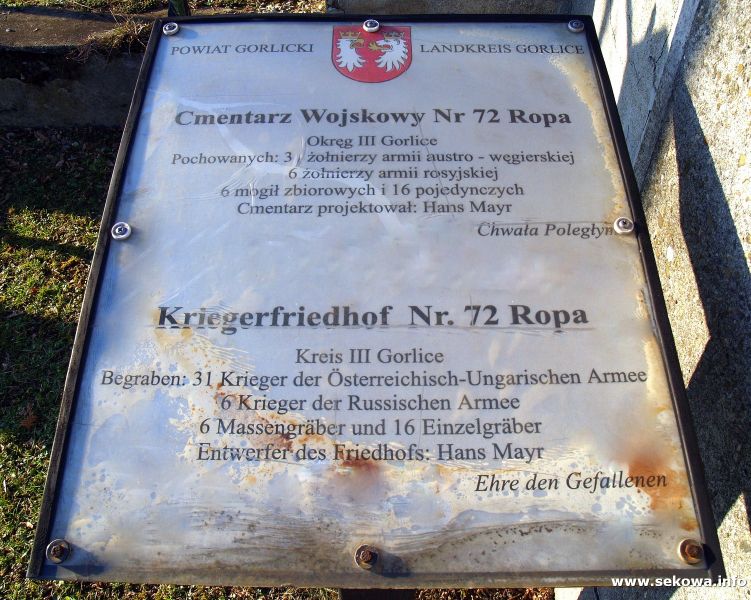 POWIAT GORLICKI LANDKREIS GORLICE
Cmentarz Wojskowy Nr 72 Ropa
Okręg III Gorlice
Pochowanych: 3 żołnierzy armii austro - węgierskiej
6 żołnierzy armii rosyjskiej
6 mogił zbiorowych i 16 pojedynczych
Cmentarz projektował: Hans Mayr
Chwała Poległym
Kriegerfriedhof Nr. 72 Ropa
Kreis III Gorlice
Begraben: 31 Krieger der Österreichisch-Ungarischen Armee
6 Krieger der Russischen Armee
6 Massengräber und 16 Einzelgräber
Entwerfer des Friedhofs: Hans Mayr
Ehre den Gefallenen
www.sekowa.info